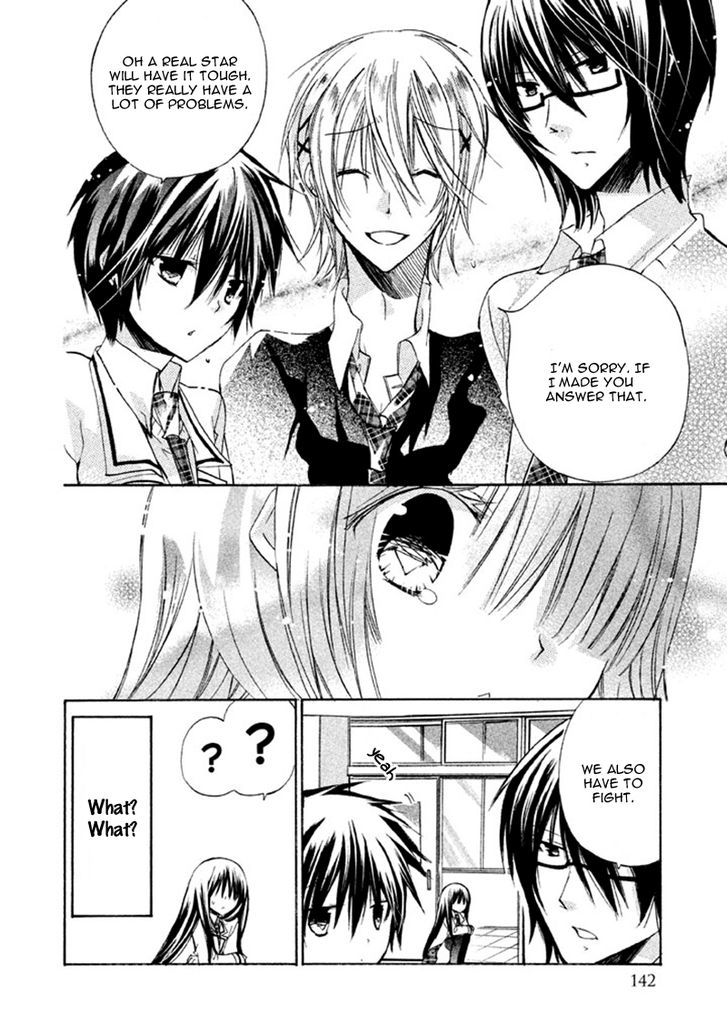 OH A REAL STAR
WILL HAVE IT TOUGH.
THEY REALLY HAVE A
LOT OF PROBLEMS.
I'M SORRY. IF
I MADE YOU
ANSWER THAT.
WE ALSO
HAVE TO
FIGHT.
yeah
? ?
What?
What?
142